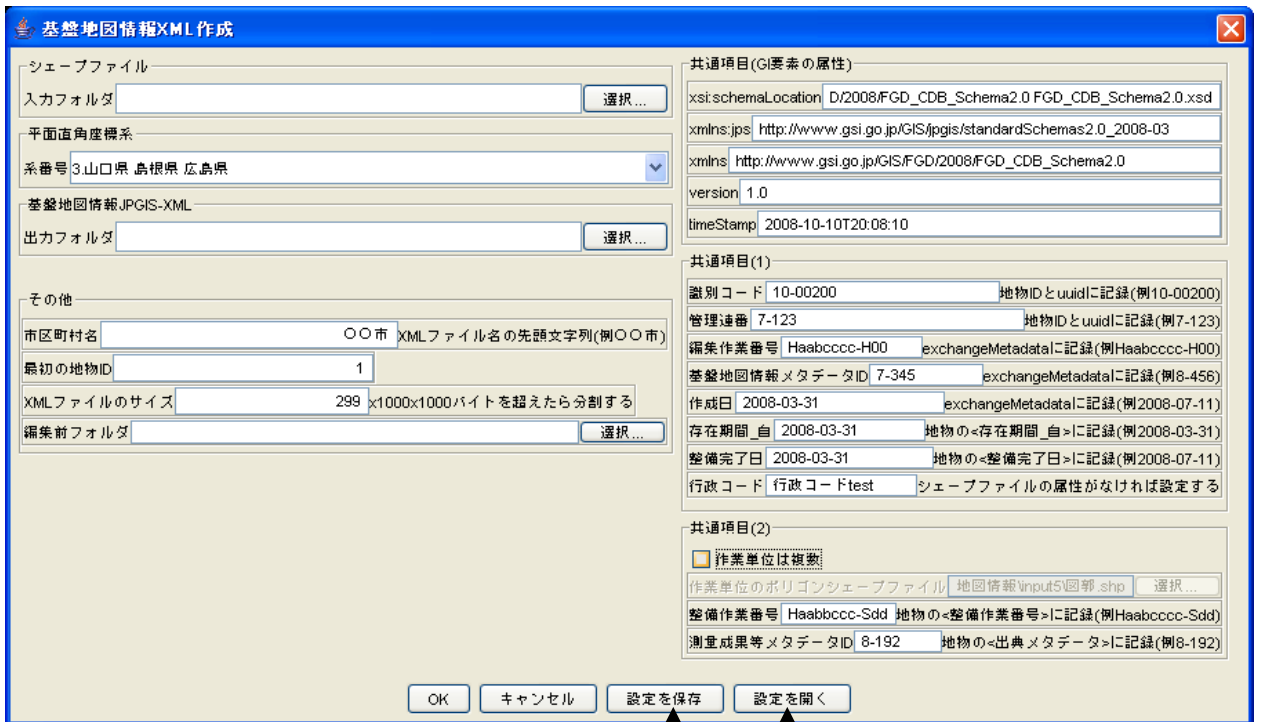 基盤地図情報XML作成
シェープファイル
入力フォルダ 選択...
平面直角座標系
系番号 3.山口県 島根県 広島県
基盤地図情報JPGIS-XML
出力フォルダ 選択...
その他
市区町村名 〇〇市 XMLファイル名の先頭文字列(例〇〇市)
最初の地物ID 1
XMLファイルのサイズ 299 x1000x1000バイトを超えたら分割する
編集前フォルダ 選択...
共通項目(GI要素の属性)
xsi:schemaLocation D/2008/FGD_CDB_Schema2.0 FGD_CDB_Schema2.0.xsd
xmlns:jps http://www.gsi.go.jp/GIS/jpgis/standardSchemas2.0_2008-03
xmlns http://www.gsi.go.jp/GIS/FGD/2008/FGD_CDB_Schema2.0
version 1.0
timeStamp 2008-10-10T20:08:10
共通項目(1)
識別コード 10-00200 地物IDとuuidに記録(例10-00200)
管理連番 7-123 地物IDとuuidに記録(例7-123)
編集作業番号 Haabcccc-H00 exchangeMetadataに記録(例Haabcccc-H00)
基盤地図情報メタデータID 7-345 exchangeMetadataに記録(例8-456)
作成日 2008-03-31 exchangeMetadataに記録(例2008-07-11)
存在期間_自 2008-03-31 地物の<存在期間_自>に記録(例2008-03-31)
整備完了日 2008-03-31 地物の<整備完了日>に記録(例2008-07-11)
行政コード 行政コードtest シェープファイルの属性がなければ設定する
共通項目(2)
作業単位は複数
作業単位のポリゴンシェープファイル 地図情報\input5\図郭.shp 選択...
整備作業番号 Haabbccc-Sdd 地物の<整備作業番号>に記録(例Haabcccc-Sdd)
測量成果等メタデータID 8-192 地物の<出典メタデータ>に記録(例8-192)
OK キャンセル 設定を保存 設定を開く